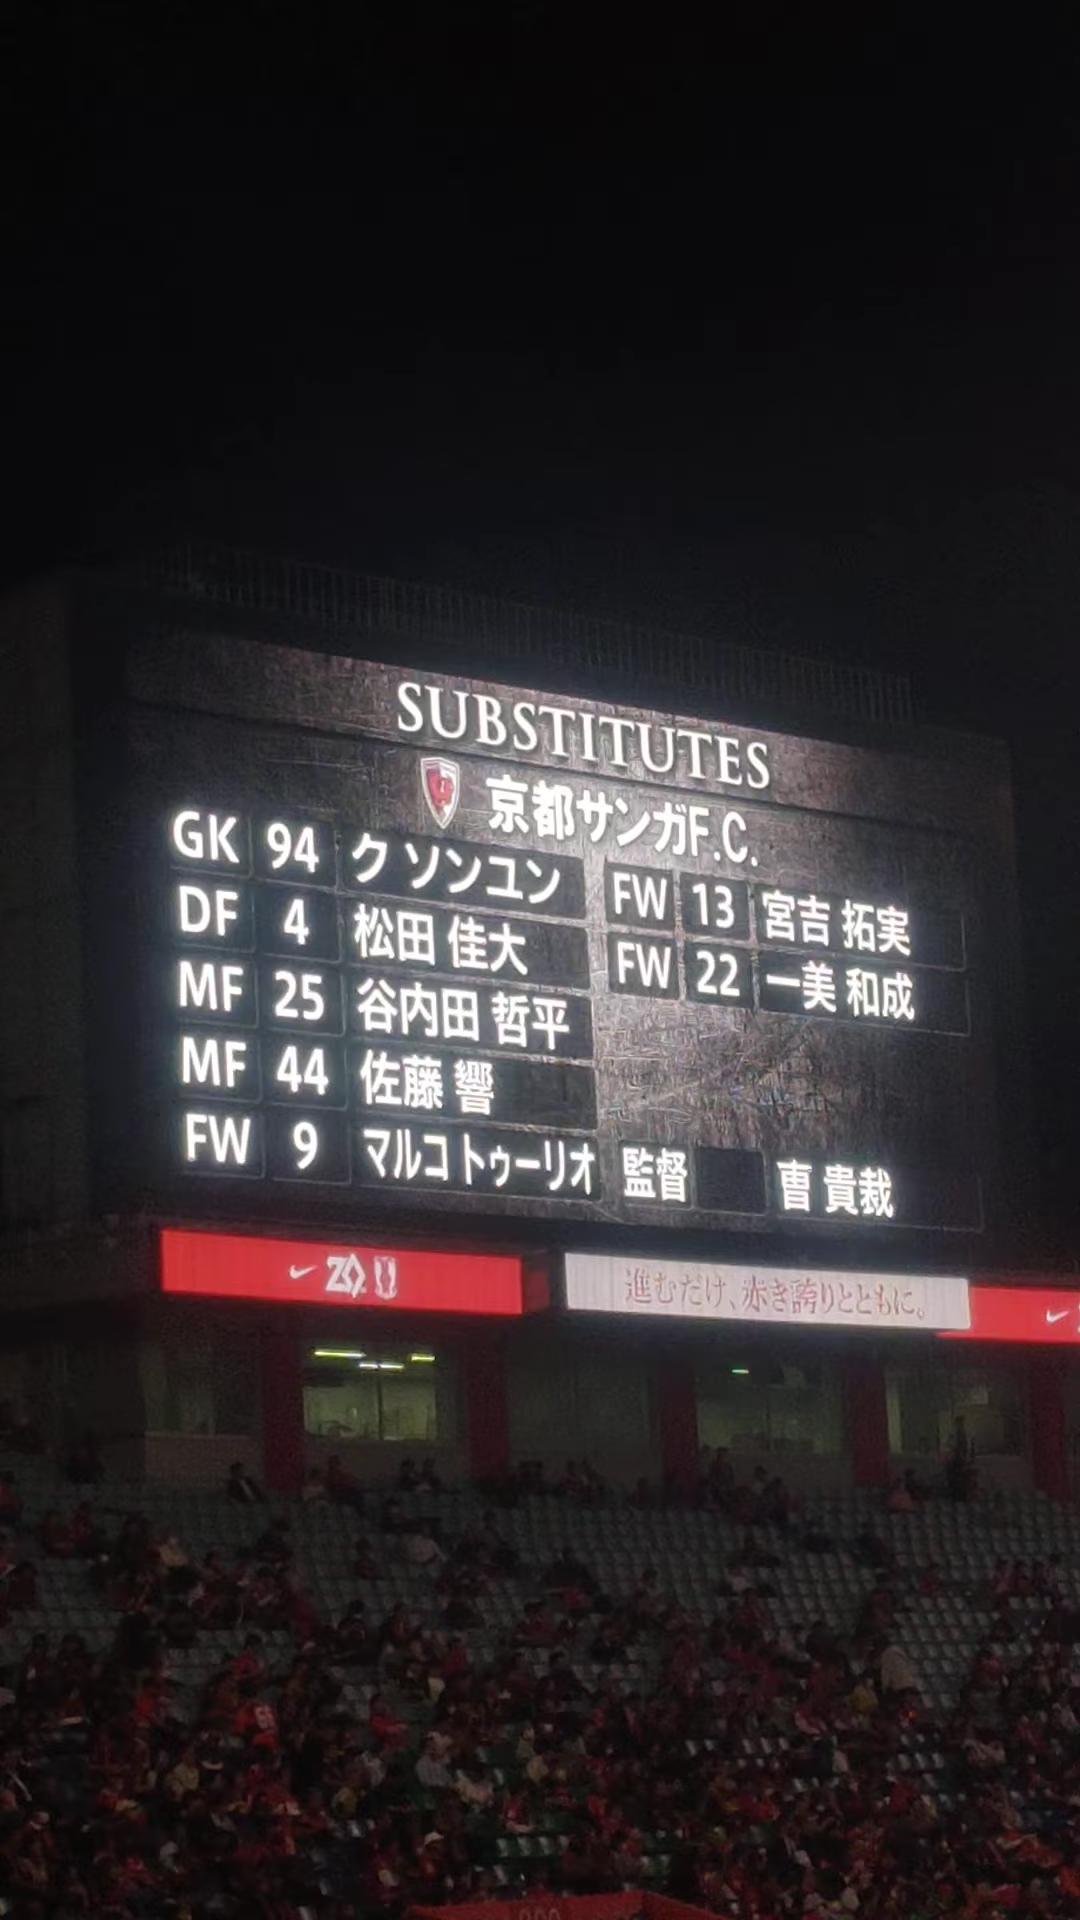 SUBSTITUTES
京都サンガF.C.
GK 94 ク ソンユン
DF 4 松田 佳大
MF 25 谷内田 哲平
MF 44 佐藤 響
FW 9 マルコ トゥーリオ
FW 13 宮吉 拓実
FW 22 一美 和成
監督 曺 貴裁
進むだけ、赤き誇りとともに。